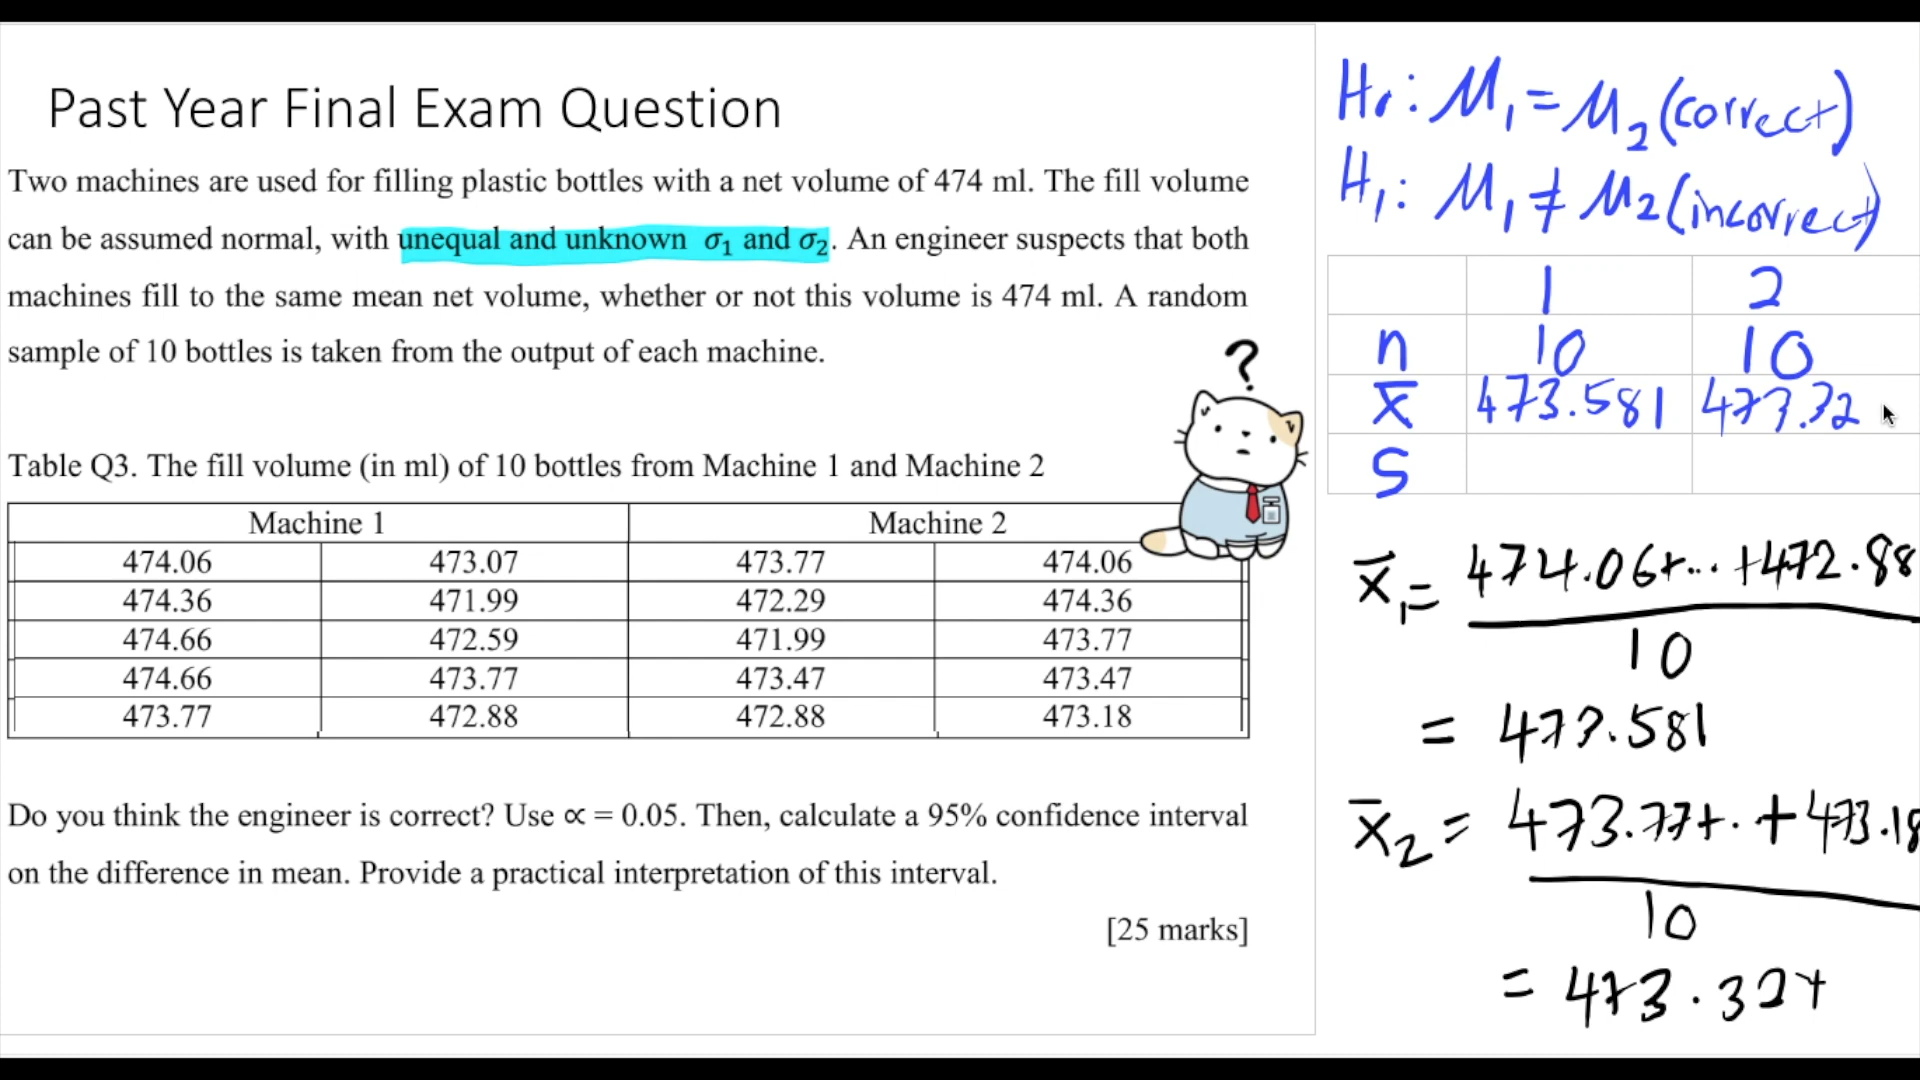 Past Year Final Exam Question
Two machines are used for filling plastic bottles with a net volume of 474 ml. The fill volume
can be assumed normal, with unequal and unknown σ₁ and σ₂. An engineer suspects that both
machines fill to the same mean net volume, whether or not this volume is 474 ml. A random
sample of 10 bottles is taken from the output of each machine.
?
Table Q3. The fill volume (in ml) of 10 bottles from Machine 1 and Machine 2
Machine 1 Machine 2
474.06 473.07 473.77 474.06
474.36 471.99 472.29 474.36
474.66 472.59 471.99 473.77
474.66 473.77 473.47 473.47
473.77 472.88 472.88 473.18
Do you think the engineer is correct? Use ∝ = 0.05. Then, calculate a 95% confidence interval
on the difference in mean. Provide a practical interpretation of this interval.
[25 marks]
H₀: M₁ = M₂ (correct)
H₁: M₁ ≠ M₂ (incorrect)
1 2
n 10 10
x̄ 473.581 473.32
S
x̄₁ = 474.06+...+472.88
10
= 473.581
x̄₂ = 473.77+..+473.18
10
= 473.324